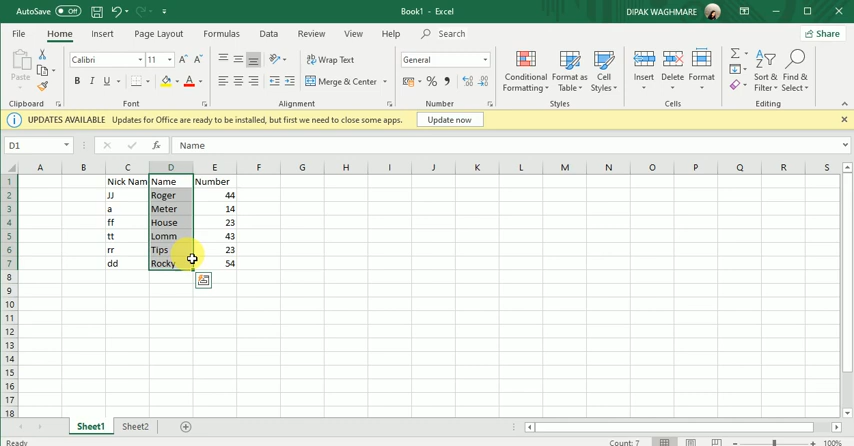 AutoSave Off Book1 - Excel DIPAK WAGHMARE
File Home Insert Page Layout Formulas Data Review View Help Search Share
Paste Calibri 11 A A Wrap Text General Conditional Formatting Format as Table Cell Styles Insert Delete Format Sort & Filter Find & Select
B I U A Merge & Center % 9
Clipboard Font Alignment Number Styles Cells Editing
UPDATES AVAILABLE Updates for Office are ready to be installed, but first we need to close some apps. Update now
D1 fx Name
A B C D E F G H I J K L M N O P Q R S
1 Nick Nam Name Number
2 JJ Roger 44
3 a Meter 14
4 ff House 23
5 tt Lomm 43
6 rr Tips 23
7 dd Rocky 54
8
9
10
11
12
13
14
15
16
17
18
Sheet1 Sheet2
Ready Count: 7 100%